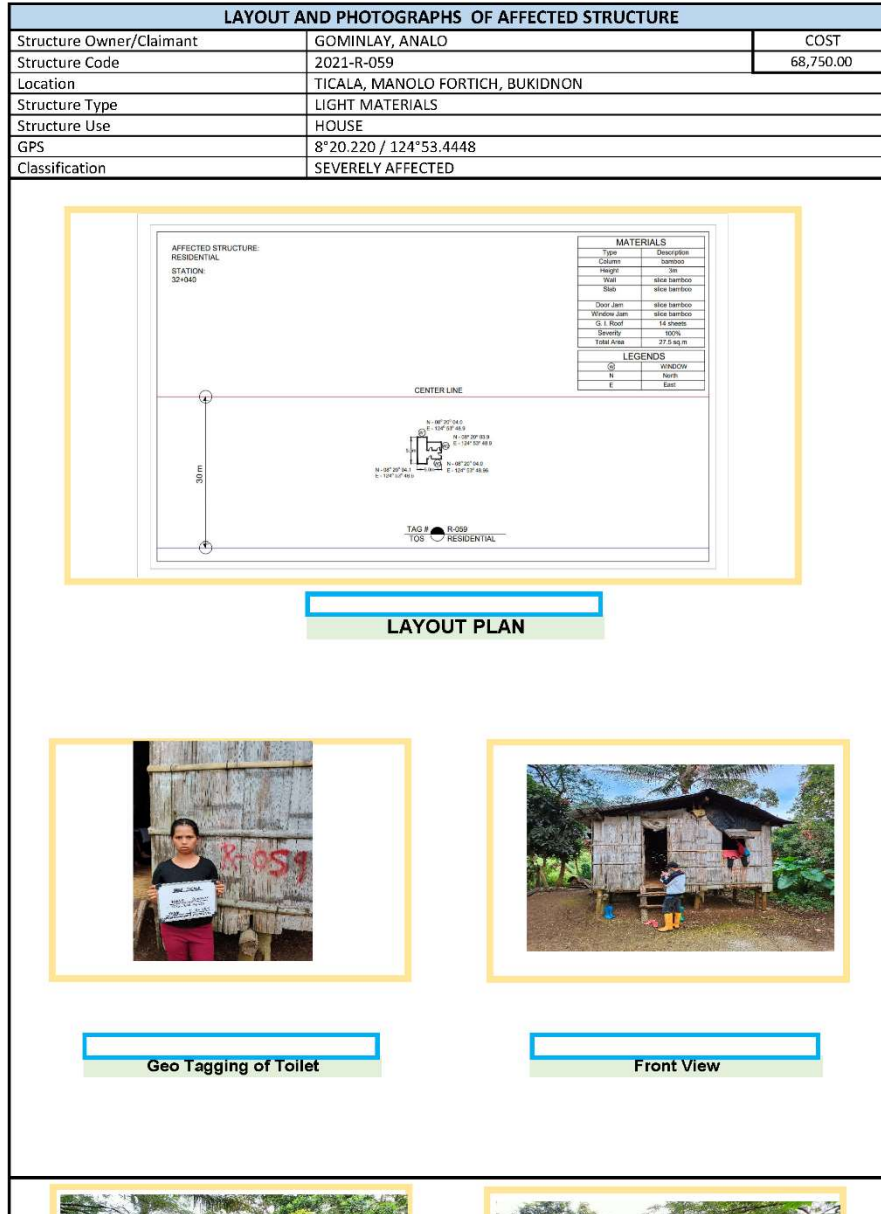 LAYOUT AND PHOTOGRAPHS OF AFFECTED STRUCTURE
Structure Owner/Claimant GOMINLAY, ANALO COST
Structure Code 2021-R-059 68,750.00
Location TICALA, MANOLO FORTICH, BUKIDNON
Structure Type LIGHT MATERIALS
Structure Use HOUSE
GPS 8°20.220 / 124°53.4448
Classification SEVERELY AFFECTED
AFFECTED STRUCTURE:
RESIDENTIAL
STATION:
32+040
MATERIALS
Type Description
Column bamboo
Height 3m
Wall slice bamboo
Slab slice bamboo
Door Jam slice bamboo
Window Jam slice bamboo
G. I. Roof 14 sheets
Severity 100%
Total Area 27.5 sq.m
LEGENDS
WINDOW
N North
E East
CENTER LINE
30 m
N - 08° 20' 04.0
TAG # R-059
TOS RESIDENTIAL
LAYOUT PLAN
R-059
Geo Tagging of Toilet
Front View